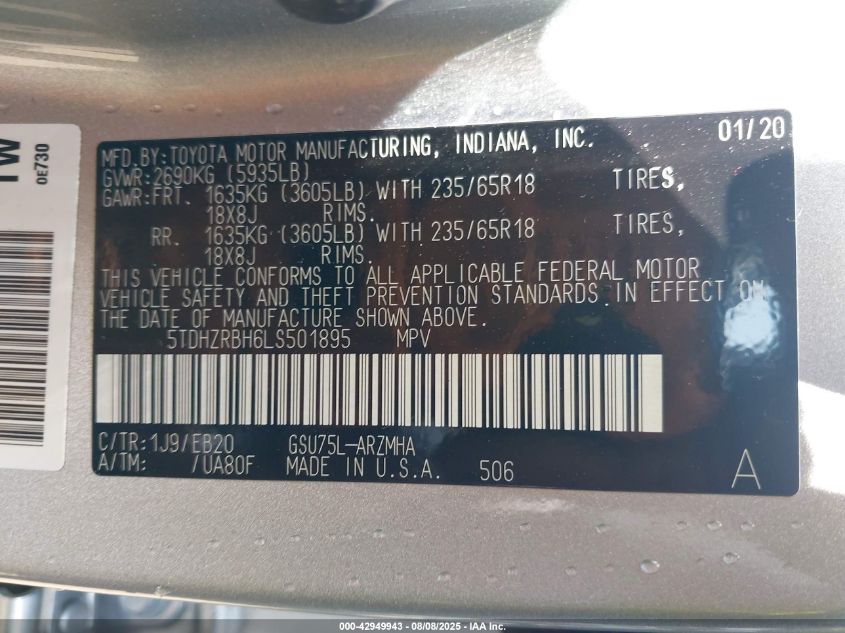 1W
0E730
01/20
MFD.BY:TOYOTA MOTOR MANUFACTURING, INDIANA, INC.
GVWR:2690KG (5935LB)
GAWR:FRT. 1635KG (3605LB) WITH 235/65R18 TIRES,
18X8J RIMS.
RR. 1635KG (3605LB) WITH 235/65R18 TIRES,
18X8J RIMS.
THIS VEHICLE CONFORMS TO ALL APPLICABLE FEDERAL MOTOR
VEHICLE SAFETY AND THEFT PREVENTION STANDARDS IN EFFECT ON
THE DATE OF MANUFACTURE SHOWN ABOVE.
5TDHZRBH6LS501895 MPV
C/TR:1J9/EB20 GSU75L-ARZMHA
A/TM: /UA80F MADE IN U.S.A. 506 A
000-42949943 - 08/08/2025 - IAA Inc.